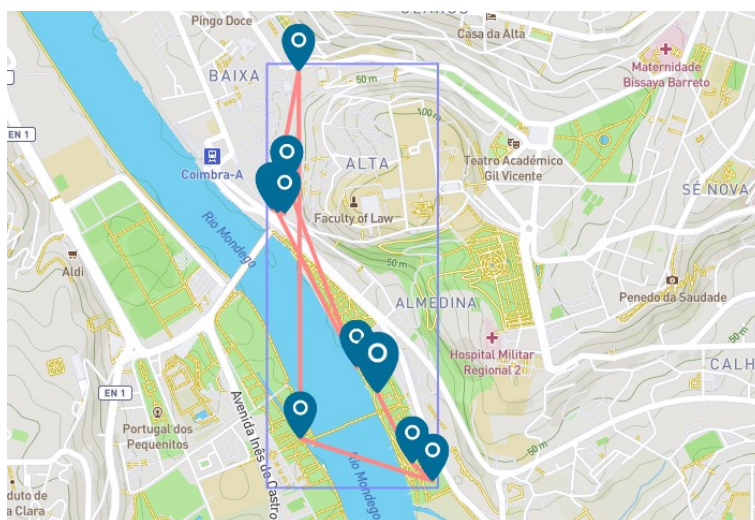 OLIVAIS
Pingo Doce
Casa da Alta
Maternidade
Bissaya Barreto
BAIXA
50 m
100 m
EN 1
Coimbra-A
ALTA
Teatro Académico
Gil Vicente
SÉ NOVA
Faculty of Law
Rio Mondego
50 m
Aldi
ALMEDINA
Penedo da Saudade
50 m
Hospital Militar
Regional 2
CALH
EN 1
Avenida Inês de Castro
Portugal dos
Pequenitos
Rio Mondego
50 m
duto de
a Clara